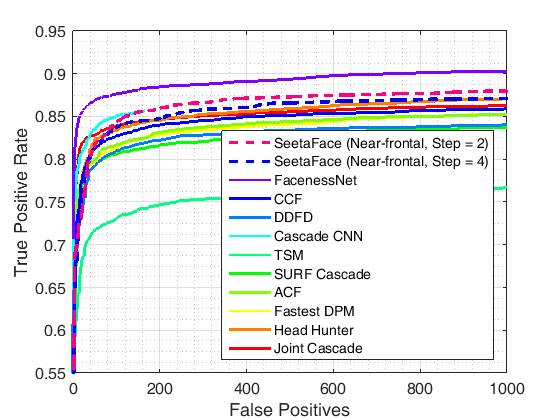 0.95
0.9
0.85
0.8
0.75
0.7
0.65
0.6
0.55
True Positive Rate
SeetaFace (Near-frontal, Step = 2)
SeetaFace (Near-frontal, Step = 4)
FacenessNet
CCF
DDFD
Cascade CNN
TSM
SURF Cascade
ACF
Fastest DPM
Head Hunter
Joint Cascade
0 200 400 600 800 1000
False Positives